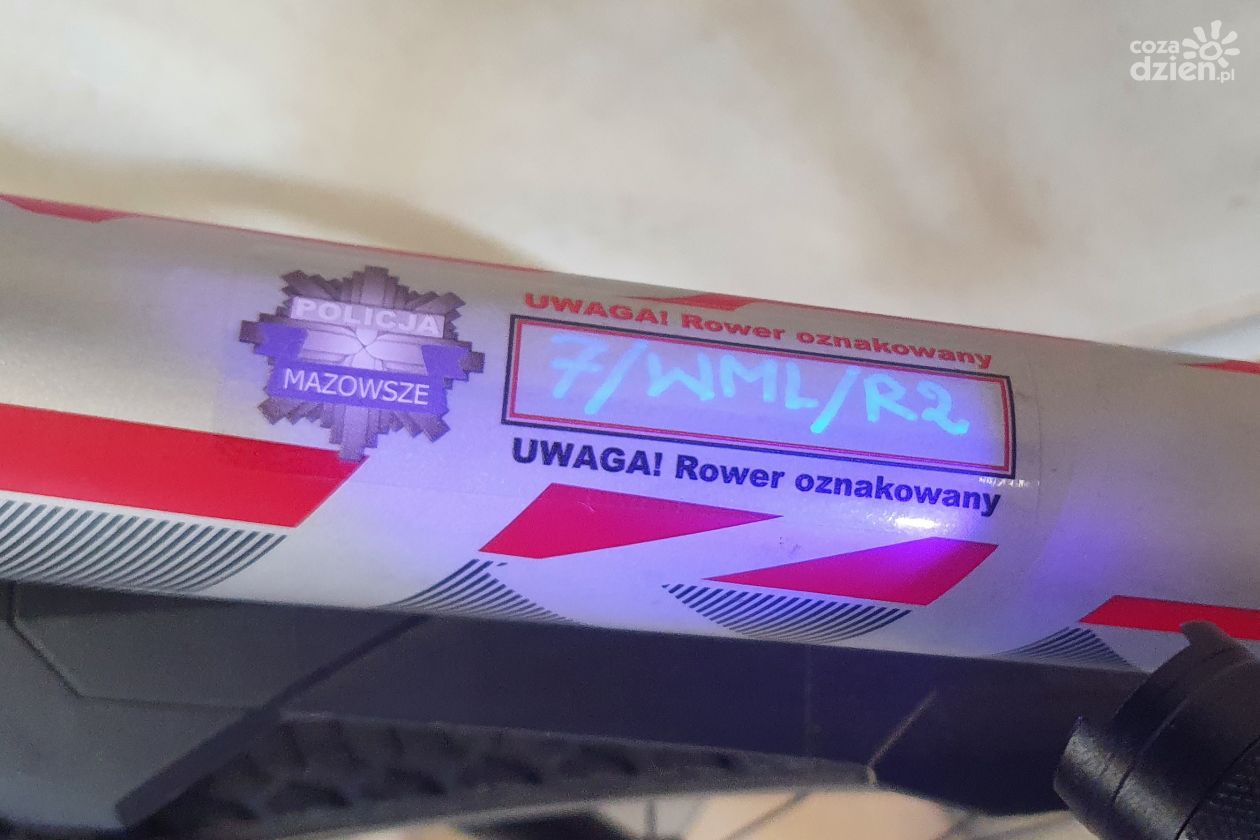 coza
dzien.pl
POLICJA
MAZOWSZE
UWAGA! Rower oznakowany
7/WML/R2
UWAGA! Rower oznakowany